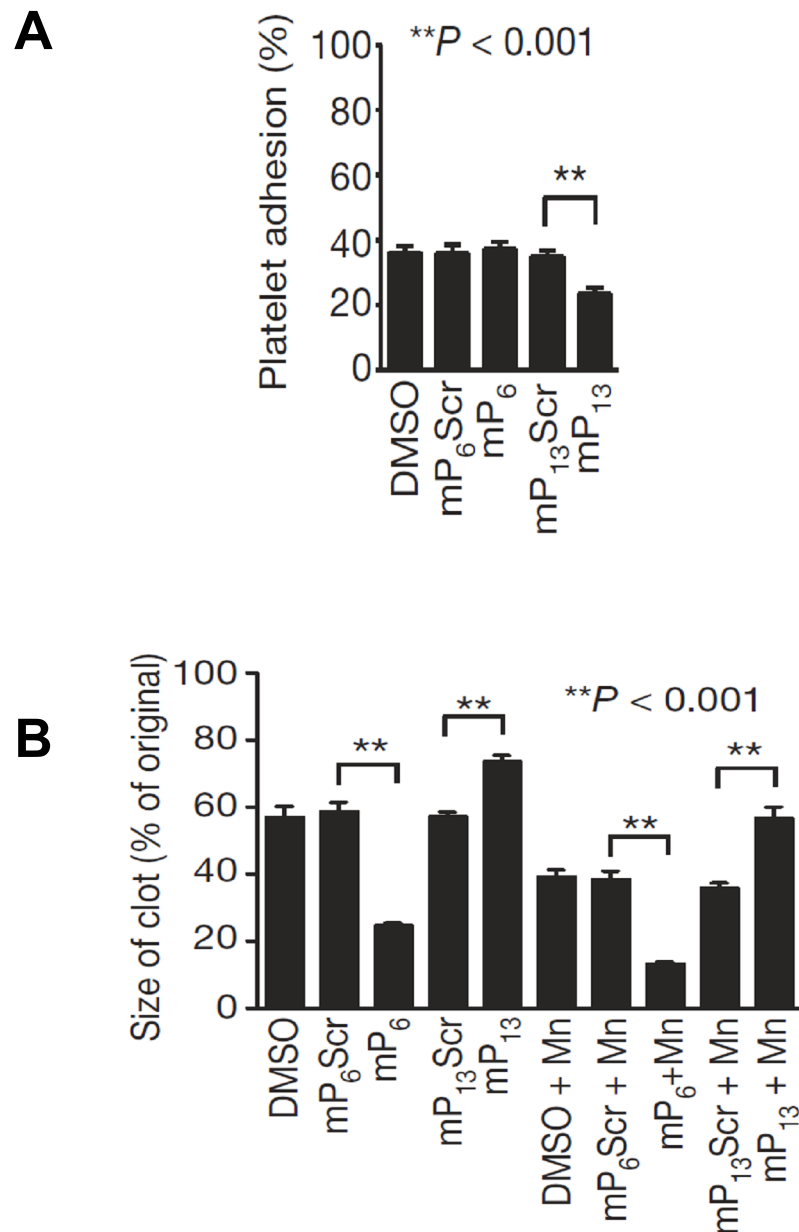 A
**P < 0.001
Platelet adhesion (%)
100
80
60
40
20
0
**
DMSO
mP6Scr
mP6
mP13Scr
mP13
B
**P < 0.001
Size of clot (% of original)
100
80
60
40
20
0
**
**
**
**
DMSO
mP6Scr
mP6
mP13Scr
mP13
DMSO + Mn
mP6Scr + Mn
mP6+Mn
mP13Scr + Mn
mP13 + Mn